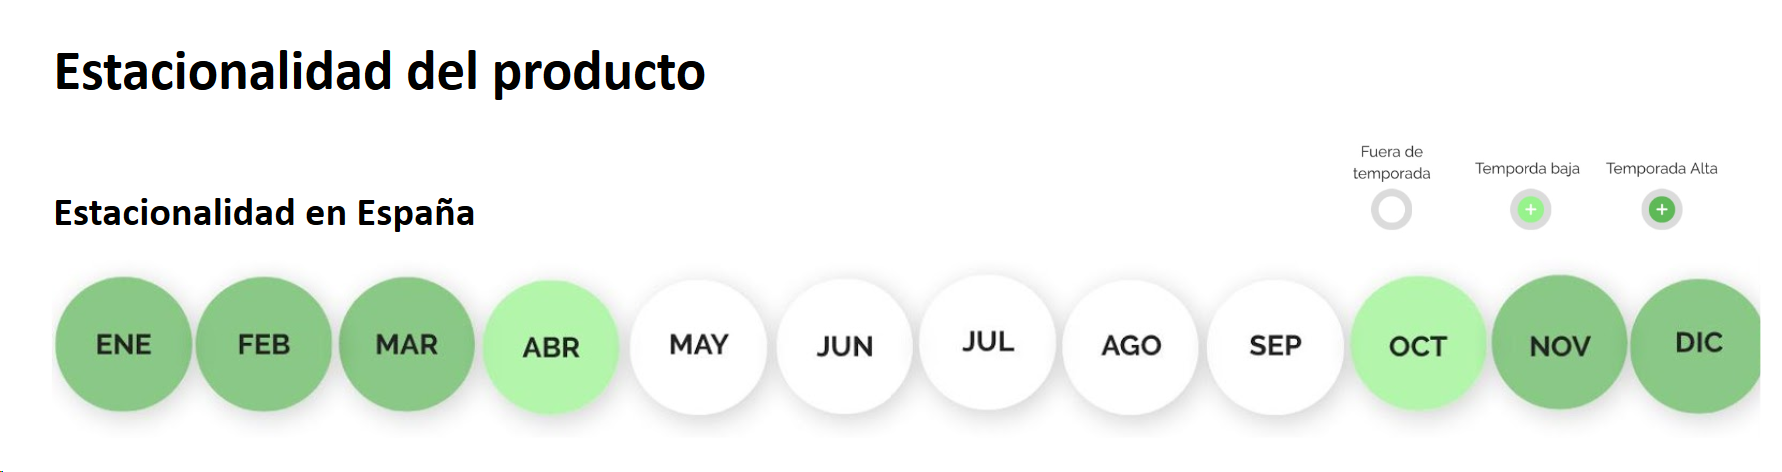 Estacionalidad del producto
Fuera de
temporada
Temporda baja
Temporada Alta
Estacionalidad en España
ENE FEB MAR ABR MAY JUN JUL AGO SEP OCT NOV DIC